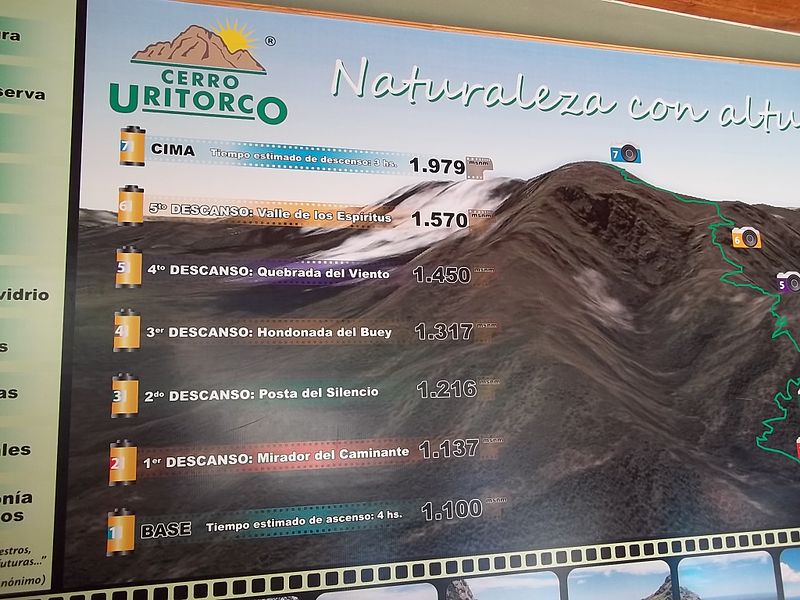 CERRO
URITORCO
®
Naturaleza con altu
7 CIMA Tiempo estimado de descenso: 3 hs. 1.979 msnm
6 5to DESCANSO: Valle de los Espíritus 1.570 msnm
5 4to DESCANSO: Quebrada del Viento 1.450 msnm
4 3er DESCANSO: Hondonada del Buey 1.317 msnm
3 2do DESCANSO: Posta del Silencio 1.216 msnm
2 1er DESCANSO: Mirador del Caminante 1.137 msnm
1 BASE Tiempo estimado de ascenso: 4 hs. 1.100 msnm
7
6
5
ra
serva
vidrio
s
as
les
onía
os
estros,
uturas..."
nónimo)